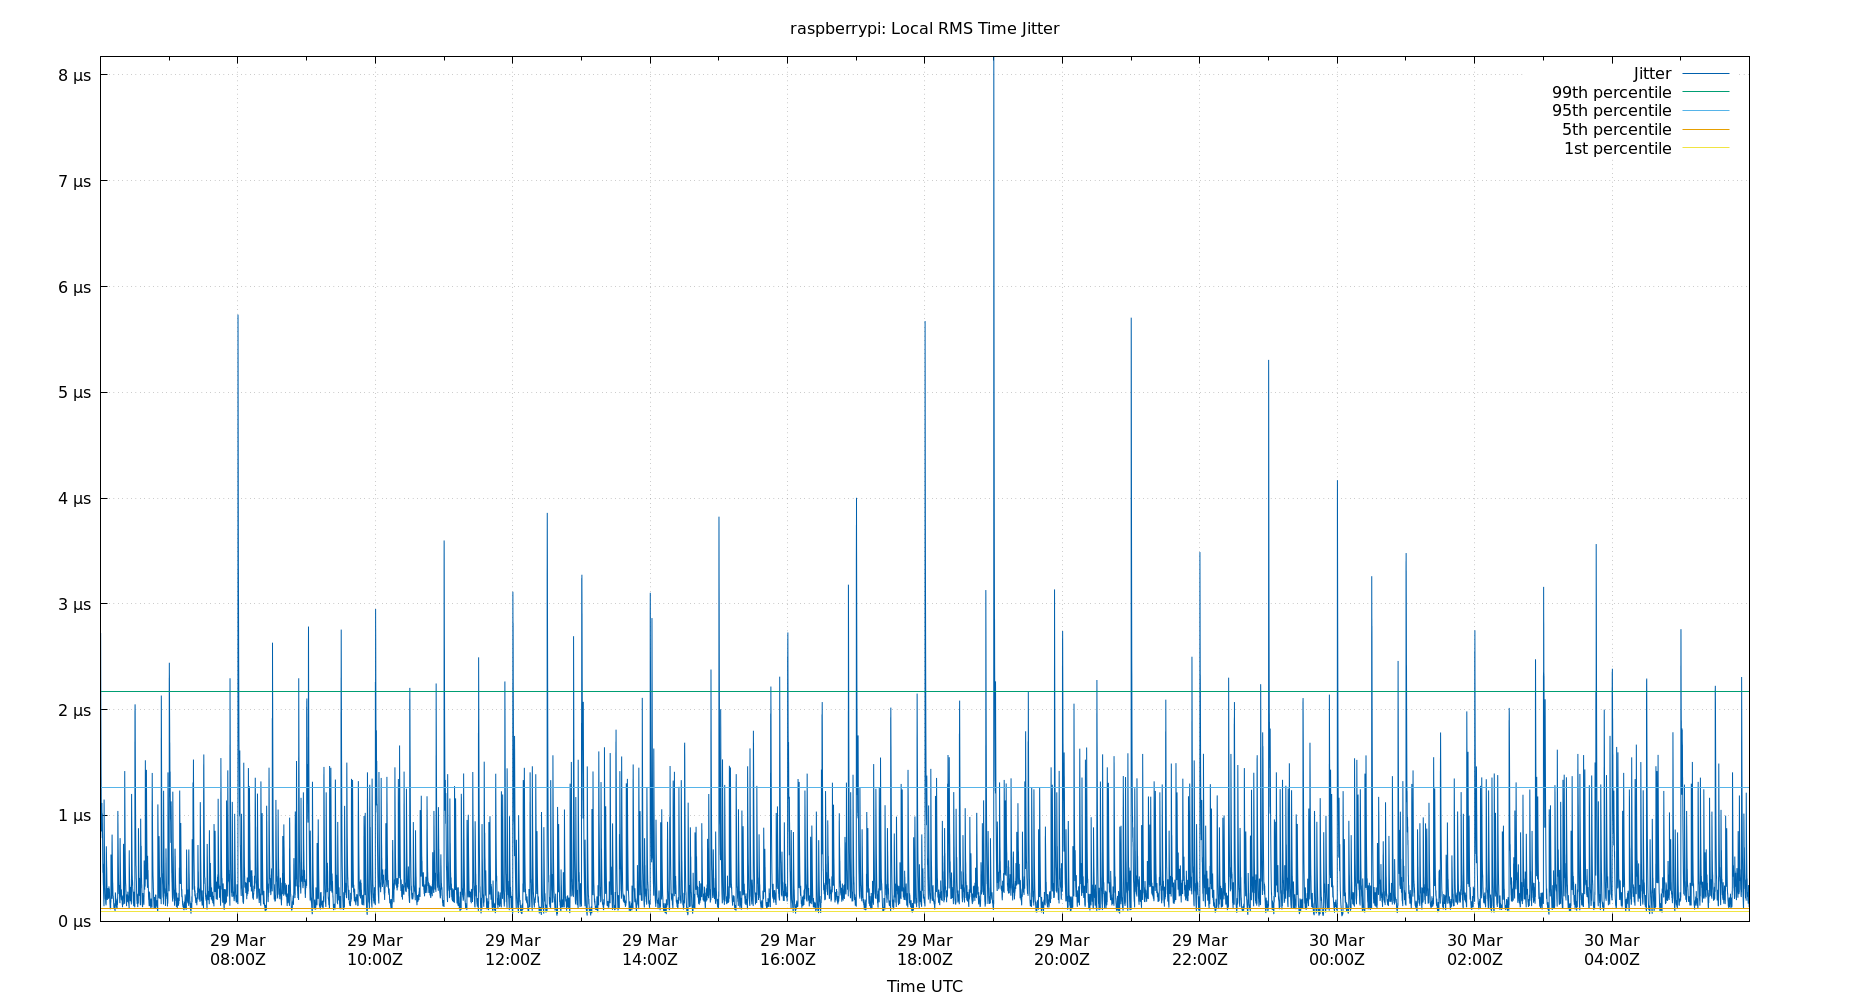 raspberrypi: Local RMS Time Jitter
8 µs
7 µs
6 µs
5 µs
4 µs
3 µs
2 µs
1 µs
0 µs
Jitter
99th percentile
95th percentile
5th percentile
1st percentile
29 Mar 29 Mar 29 Mar 29 Mar 29 Mar 29 Mar 29 Mar 29 Mar 30 Mar 30 Mar 30 Mar
08:00Z 10:00Z 12:00Z 14:00Z 16:00Z 18:00Z 20:00Z 22:00Z 00:00Z 02:00Z 04:00Z
Time UTC